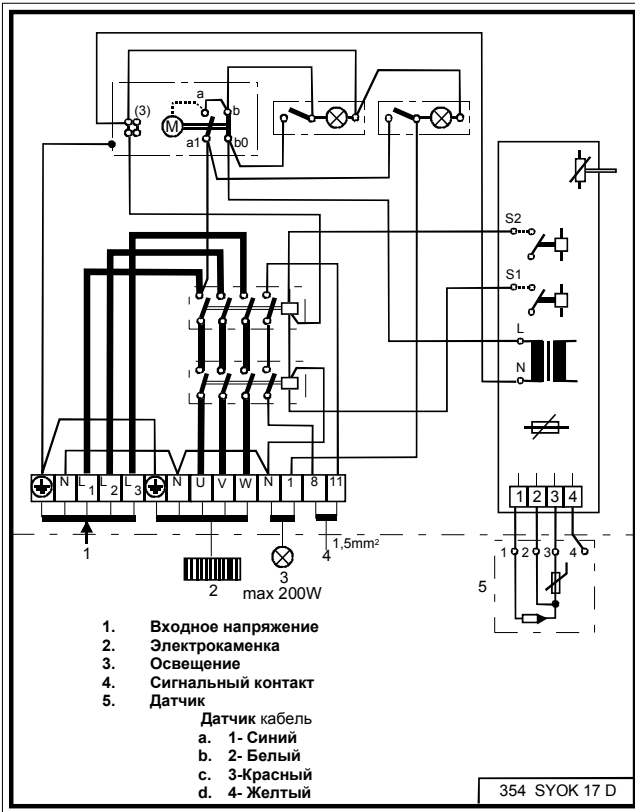 (3)
a
b
M
a1
b0
S2
S1
L
N
N L1 L2 L3 N U V W N 1 8 11
1 2 3 4
1 2 3 4
1,5mm²
1
2
3
4
5
max 200W
1. Входное напряжение
2. Электрокаменка
3. Освещение
4. Сигнальный контакт
5. Датчик
Датчик кабель
a. 1- Синий
b. 2- Белый
c. 3-Красный
d. 4- Желтый
354 SYOK 17 D